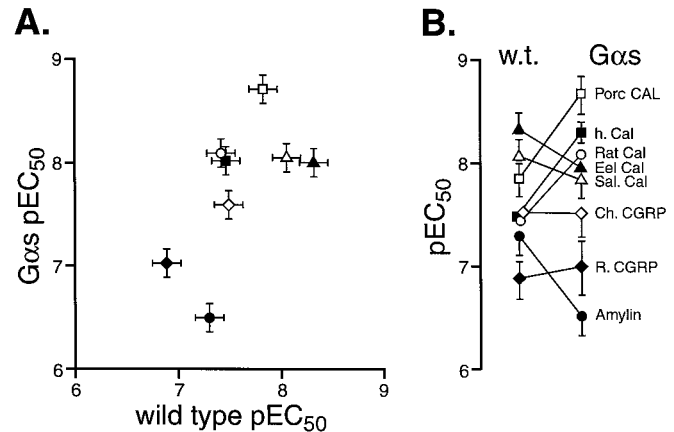 A.
9
8
7
6
Gαs pEC50
6 7 8 9
wild type pEC50
B.
w.t. Gαs
9
8
7
6
pEC50
Porc CAL
h. Cal
Rat Cal
Eel Cal
Sal. Cal
Ch. CGRP
R. CGRP
Amylin